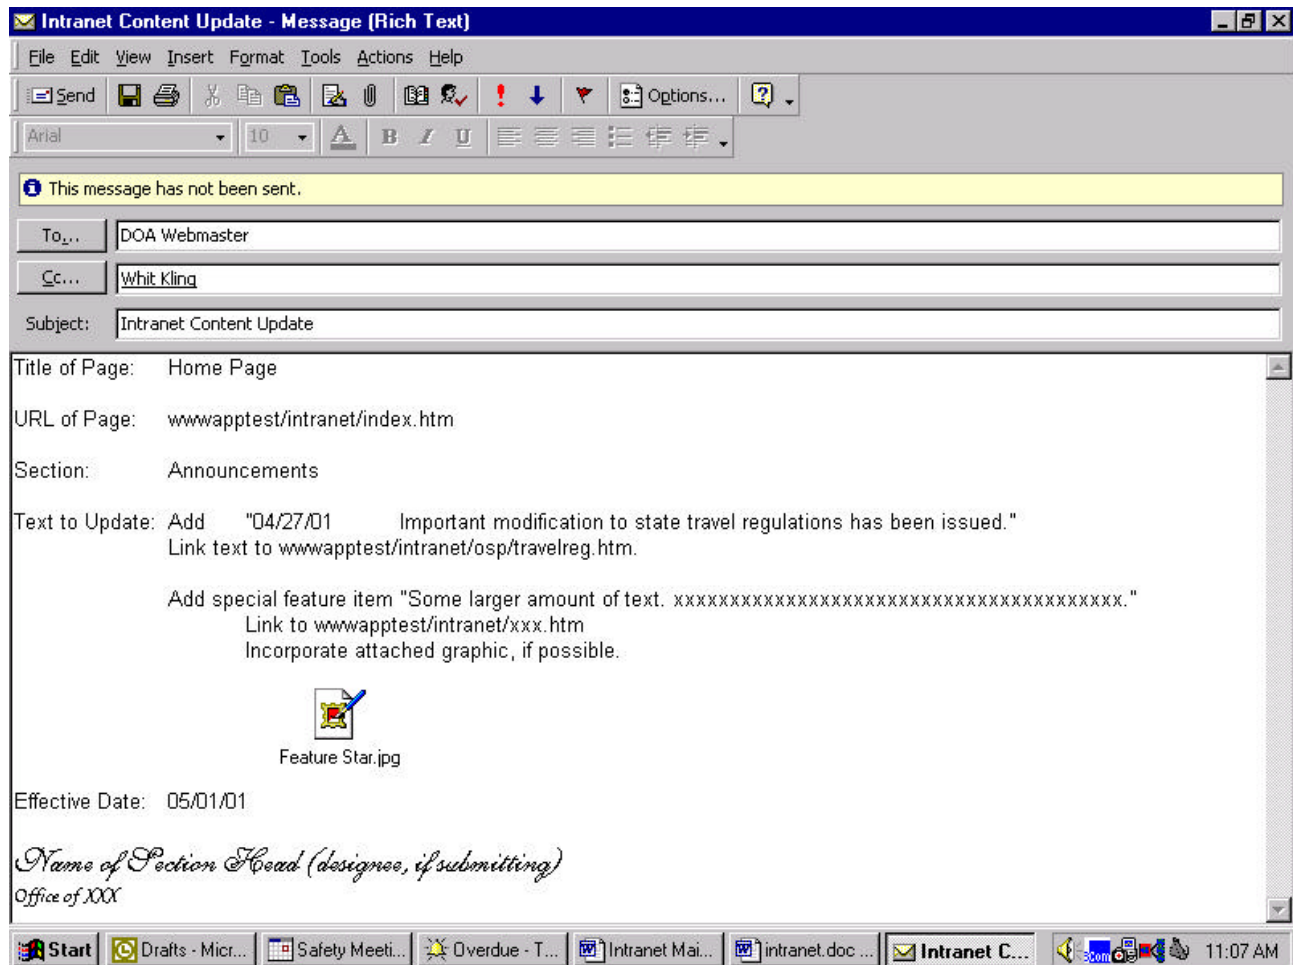 Intranet Content Update - Message (Rich Text)
File Edit View Insert Format Tools Actions Help
Send Options...
Arial 10 A B I U
This message has not been sent.
To... DOA Webmaster
Cc... Whit Kling
Subject: Intranet Content Update
Title of Page: Home Page
URL of Page: wwwapptest/intranet/index.htm
Section: Announcements
Text to Update: Add "04/27/01 Important modification to state travel regulations has been issued."
Link text to wwwapptest/intranet/osp/travelreg.htm.
Add special feature item "Some larger amount of text. xxxxxxxxxxxxxxxxxxxxxxxxxxxxxxxxxxxxxxxx."
Link to wwwapptest/intranet/xxx.htm
Incorporate attached graphic, if possible.
Feature Star.jpg
Effective Date: 05/01/01
Name of Section Head (designee, if submitting)
Office of XXX
Start Drafts - Micr... Safety Meeti... Overdue - T... Intranet Mai... intranet.doc ... Intranet C... 3Com 11:07 AM